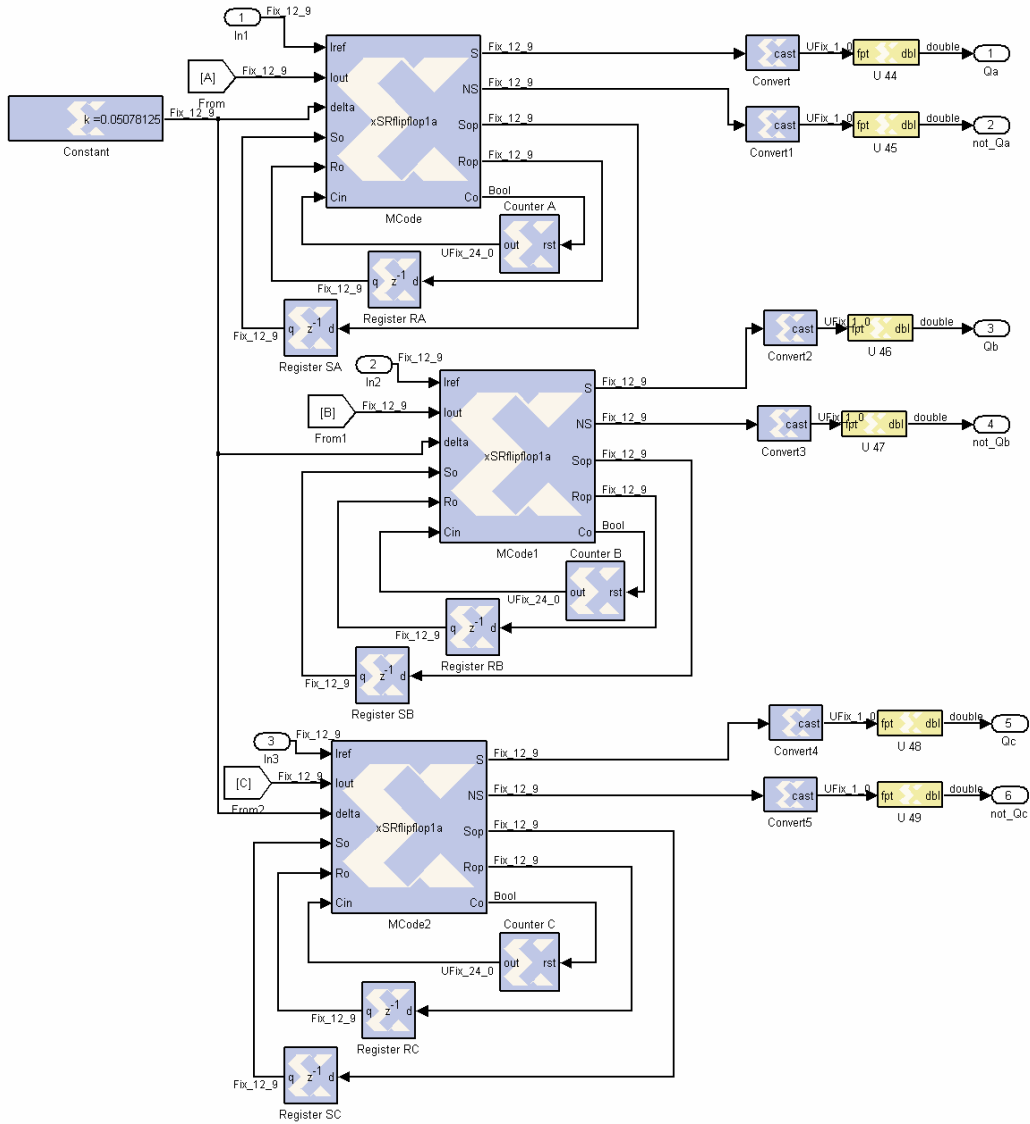 1
In1
Fix_12_9
[A]
From
Fix_12_9
k =0.05078125
Constant
Fix_12_9
Iref
Iout
delta
So
Ro
Cin
xSRflipflop1a
S
NS
Sop
Rop
Co
MCode
Fix_12_9
Fix_12_9
Fix_12_9
Fix_12_9
Bool
Counter A
out
rst
UFix_24_0
q
z-1
d
Fix_12_9
Register RA
q
z-1
d
Fix_12_9
Register SA
cast
Convert
UFix_1_0
fpt
dbl
U 44
double
1
Qa
cast
Convert1
UFix_1_0
fpt
dbl
U 45
double
2
not_Qa
2
In2
Fix_12_9
[B]
From1
Fix_12_9
Iref
Iout
delta
So
Ro
Cin
xSRflipflop1a
S
NS
Sop
Rop
Co
MCode1
Fix_12_9
Fix_12_9
Fix_12_9
Fix_12_9
Bool
Counter B
out
rst
UFix_24_0
q
z-1
d
Fix_12_9
Register RB
q
z-1
d
Fix_12_9
Register SB
cast
Convert2
UFix_1_0
fpt
dbl
U 46
double
3
Qb
cast
Convert3
UFix_1_0
fpt
dbl
U 47
double
4
not_Qb
3
In3
Fix_12_9
[C]
From2
Fix_12_9
Iref
Iout
delta
So
Ro
Cin
xSRflipflop1a
S
NS
Sop
Rop
Co
MCode2
Fix_12_9
Fix_12_9
Fix_12_9
Fix_12_9
Bool
Counter C
out
rst
UFix_24_0
q
z-1
d
Fix_12_9
Register RC
q
z-1
d
Fix_12_9
Register SC
cast
Convert4
UFix_1_0
fpt
dbl
U 48
double
5
Qc
cast
Convert5
UFix_1_0
fpt
dbl
U 49
double
6
not_Qc